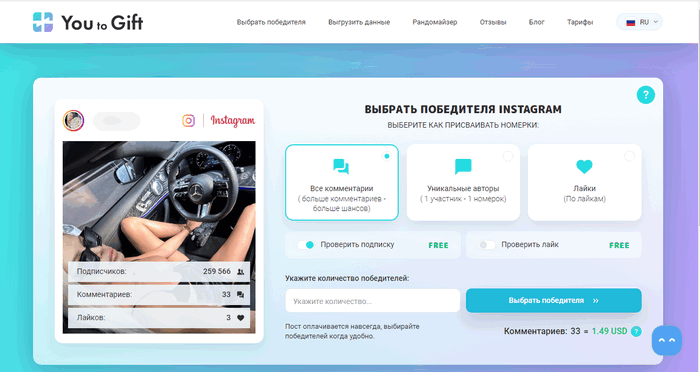 You to Gift
Выбрать победителя
Выгрузить данные
Рандомайзер
Отзывы
Блог
Тарифы
RU
?
Instagram
Подписчиков: 259 566
Комментариев: 33
Лайков: 3
ВЫБРАТЬ ПОБЕДИТЕЛЯ INSTAGRAM
ВЫБЕРИТЕ КАК ПРИСВАИВАТЬ НОМЕРКИ:
Все комментарии
( больше комментариев -
больше шансов)
Уникальные авторы
( 1 участник - 1 номерок)
Лайки
(По лайкам)
Проверить подписку FREE
Проверить лайк FREE
Укажите количество победителей:
Укажите количество...
Выбрать победителя »
Пост оплачивается навсегда, выбирайте
победителей когда удобно.
Комментариев: 33 = 1.49 USD ?